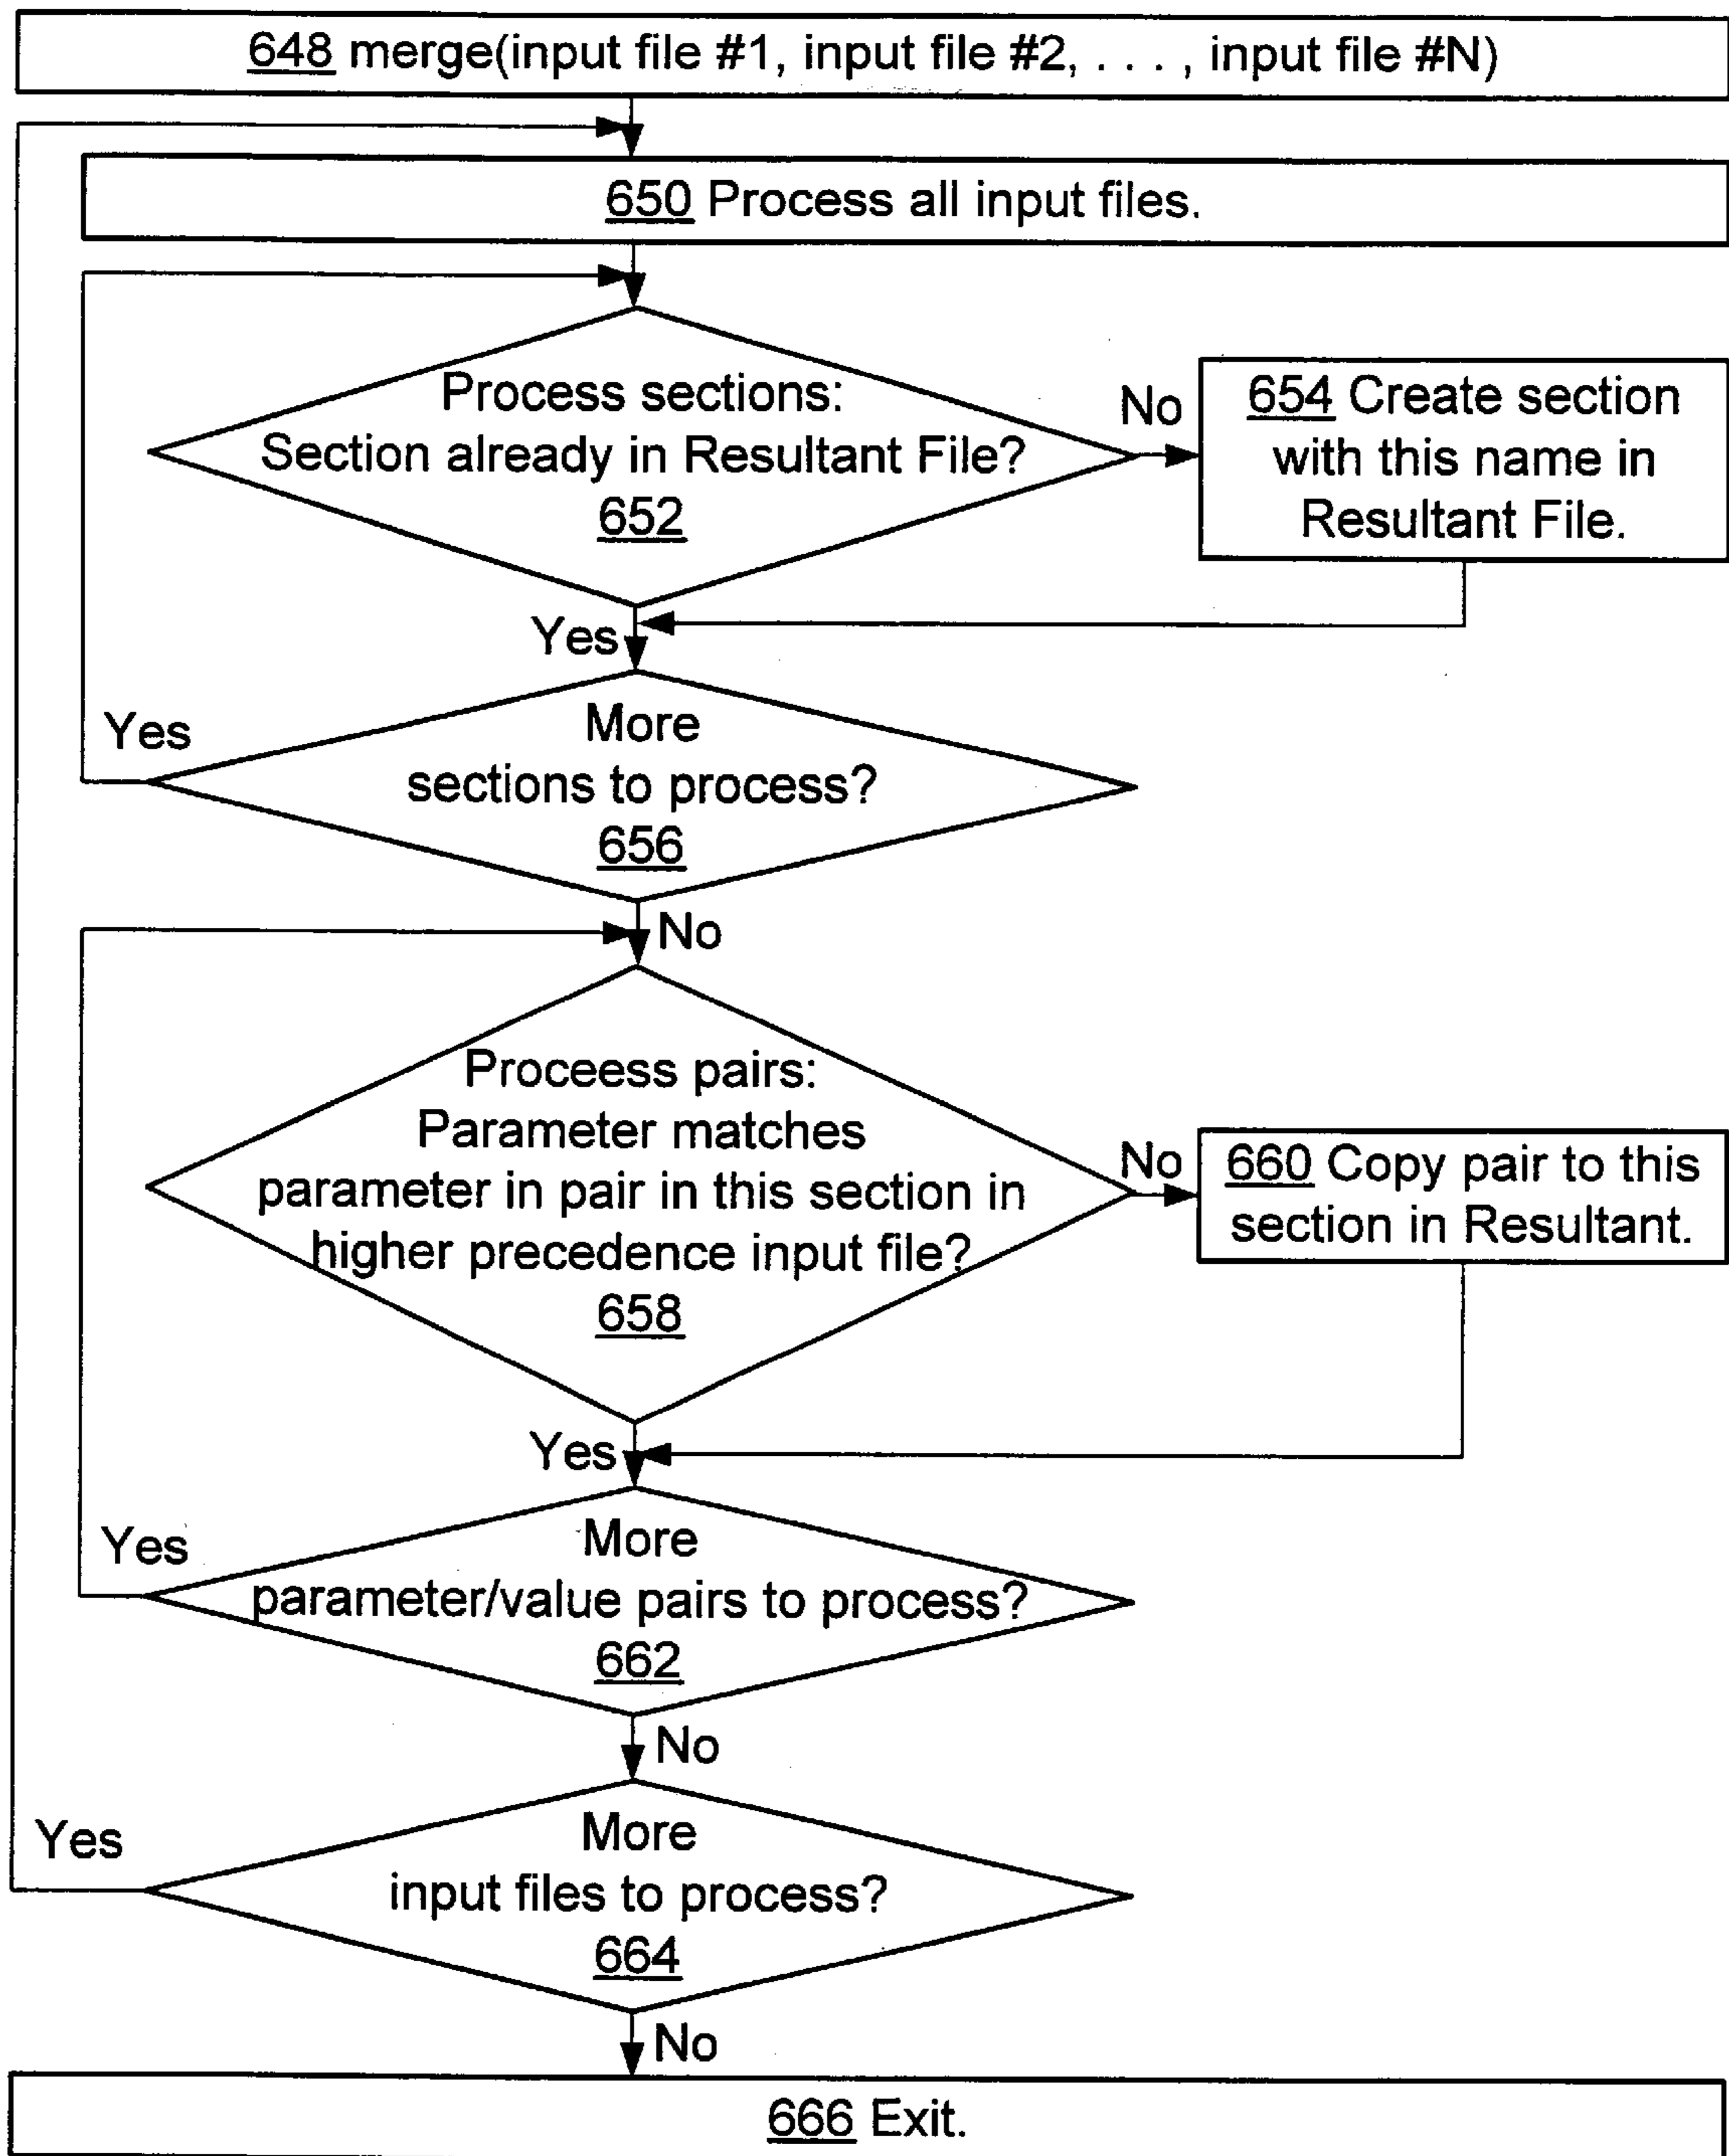 648 merge(input file #1, input file #2, . . . , input file #N)
650 Process all input files.
Process sections:
Section already in Resultant File?
652
No
654 Create section
with this name in
Resultant File.
Yes
Yes
More
sections to process?
656
No
Proceess pairs:
Parameter matches
parameter in pair in this section in
higher precedence input file?
658
No
660 Copy pair to this
section in Resultant.
Yes
Yes
More
parameter/value pairs to process?
662
No
Yes
More
input files to process?
664
No
666 Exit.